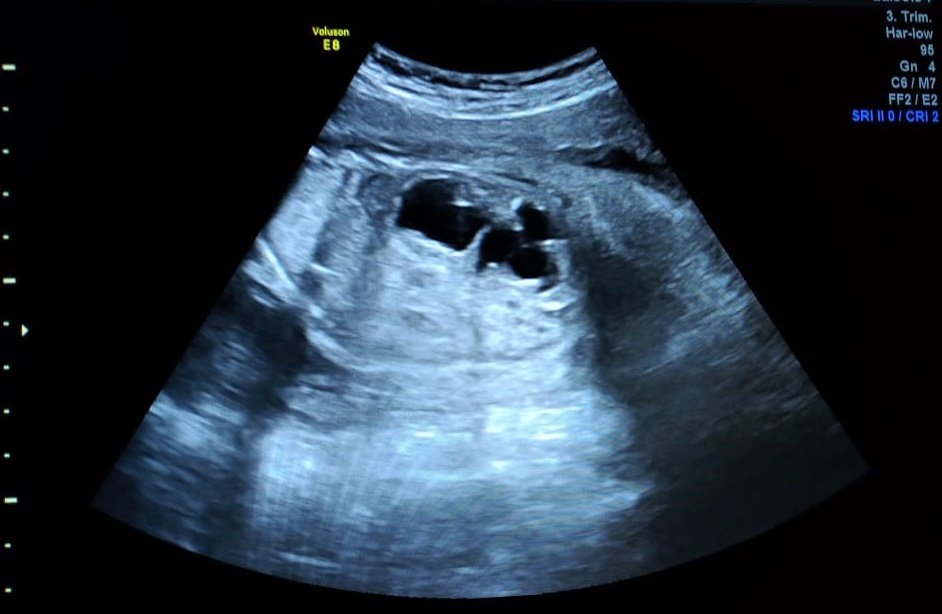 Voluson
E8
3. Trim.
Har-low
95
Gn 4
C6 / M7
FF2 / E2
SRI II 0 / CRI 2